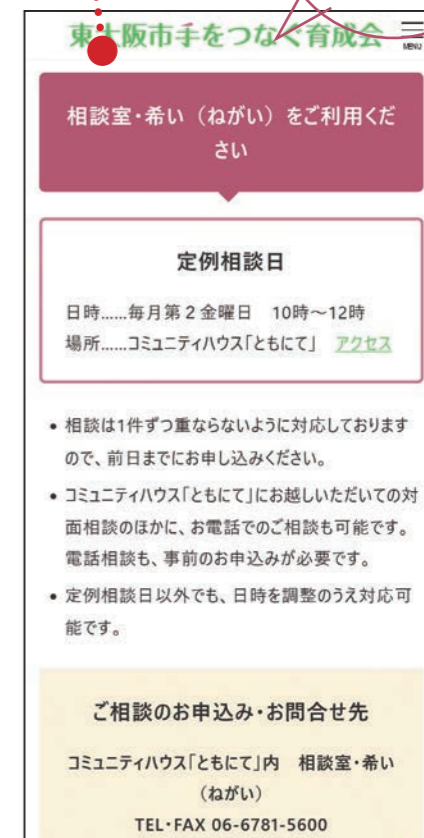 東大阪市手をつなぐ育成会
MENU
相談室・希い（ねがい）をご利用くだ
さい
定例相談日
日時……毎月第２金曜日　10時～12時
場所……コミュニティハウス「ともにて」　アクセス
• 相談は1件ずつ重ならないように対応しております
ので、前日までにお申し込みください。
• コミュニティハウス「ともにて」にお越しいただいての対
面相談のほかに、お電話でのご相談も可能です。
電話相談も、事前のお申込みが必要です。
• 定例相談日以外でも、日時を調整のうえ対応可
能です。
ご相談のお申込み・お問合せ先
コミュニティハウス「ともにて」内　相談室・希い
（ねがい）
TEL・FAX 06-6781-5600